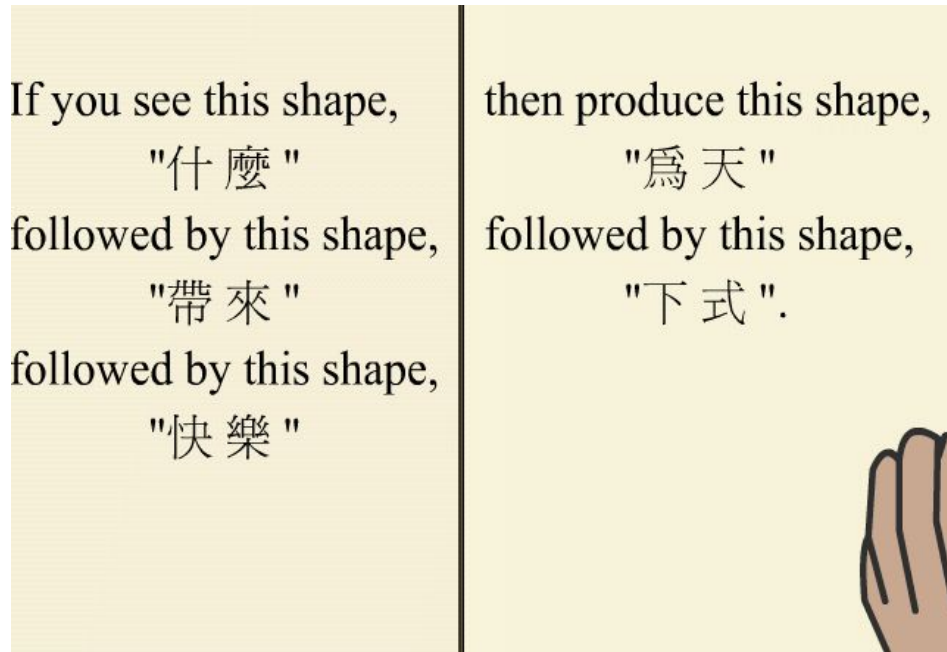 If you see this shape,
"什 麼 "
followed by this shape,
"帶 來 "
followed by this shape,
"快 樂 "
then produce this shape,
"爲 天 "
followed by this shape,
"下 式 ".